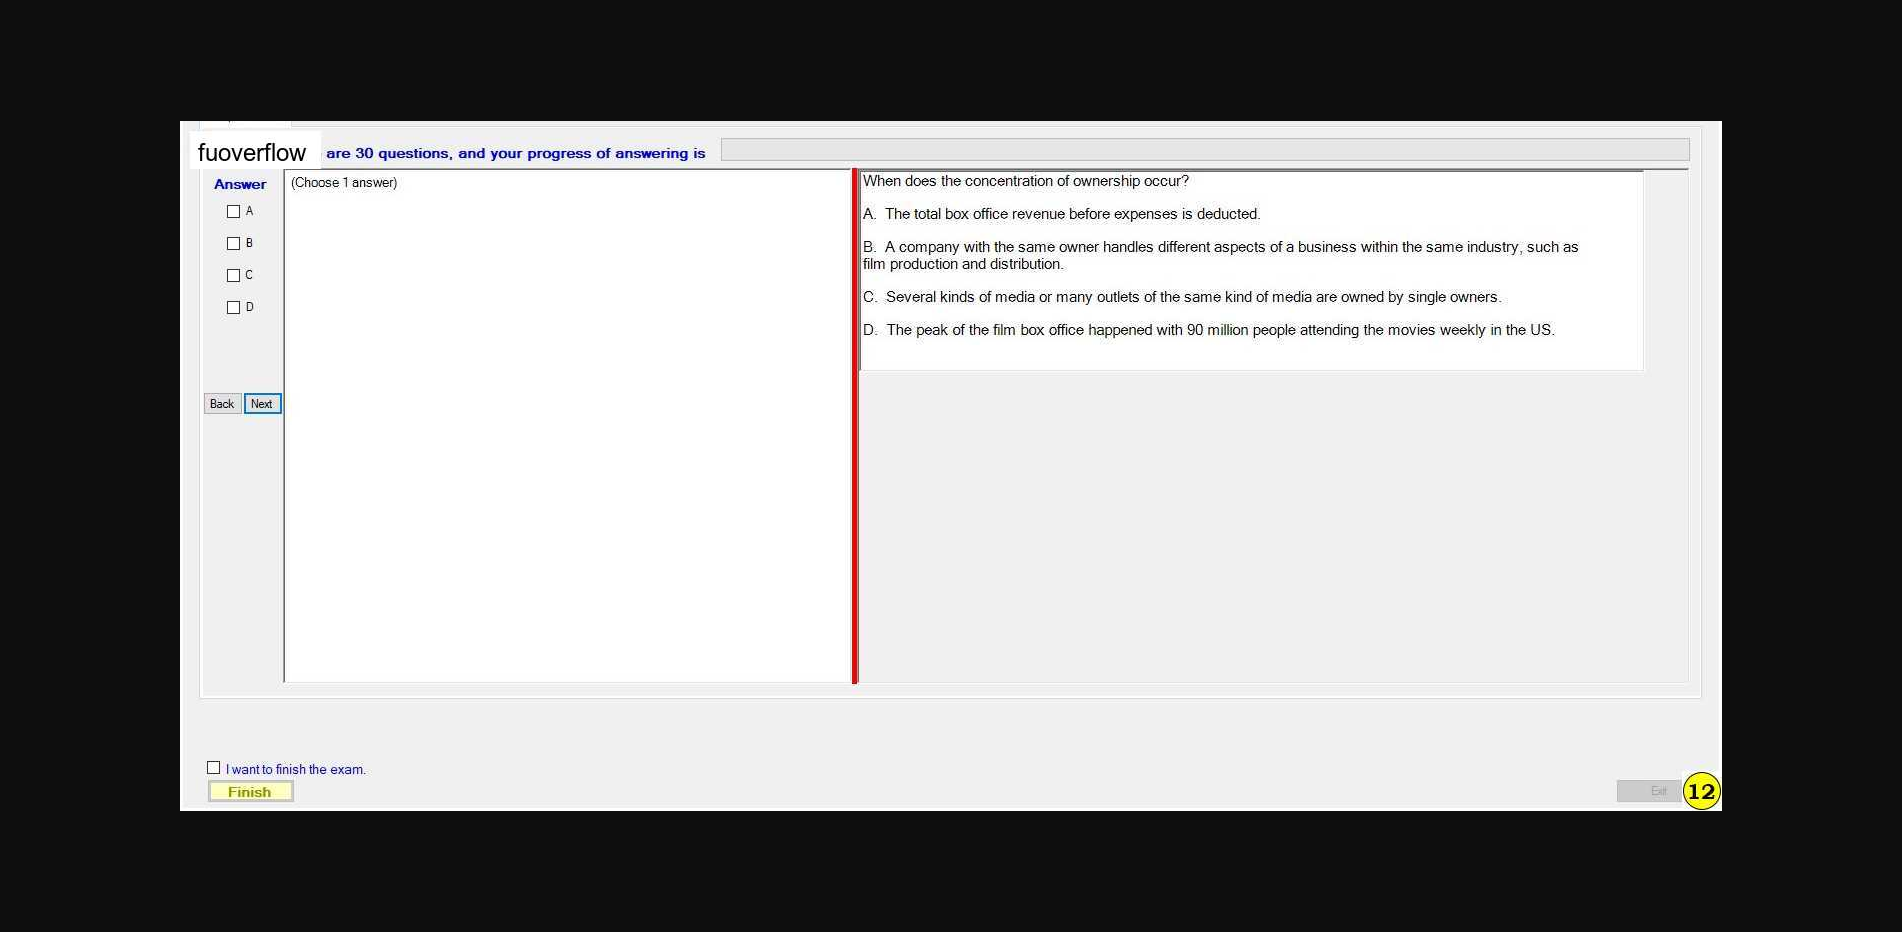 fuoverflow are 30 questions, and your progress of answering is
Answer
(Choose 1 answer)
A
B
C
D
Back Next
When does the concentration of ownership occur?
A. The total box office revenue before expenses is deducted.
B. A company with the same owner handles different aspects of a business within the same industry, such as
film production and distribution.
C. Several kinds of media or many outlets of the same kind of media are owned by single owners.
D. The peak of the film box office happened with 90 million people attending the movies weekly in the US.
I want to finish the exam.
Finish
Exit
12